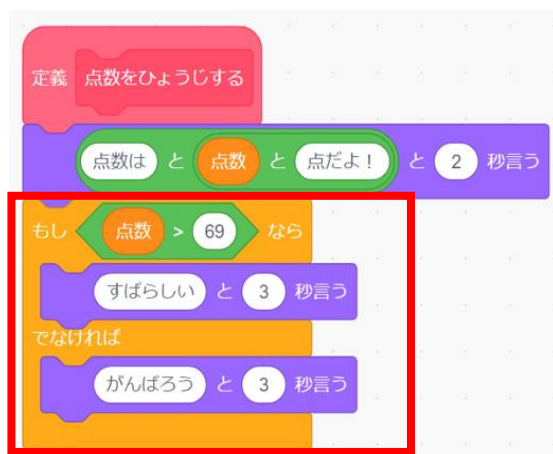 定義 点数をひょうじする
点数は と 点数 と 点だよ！ と 2 秒言う
もし 点数 > 69 なら
すばらしい と 3 秒言う
でなければ
がんばろう と 3 秒言う